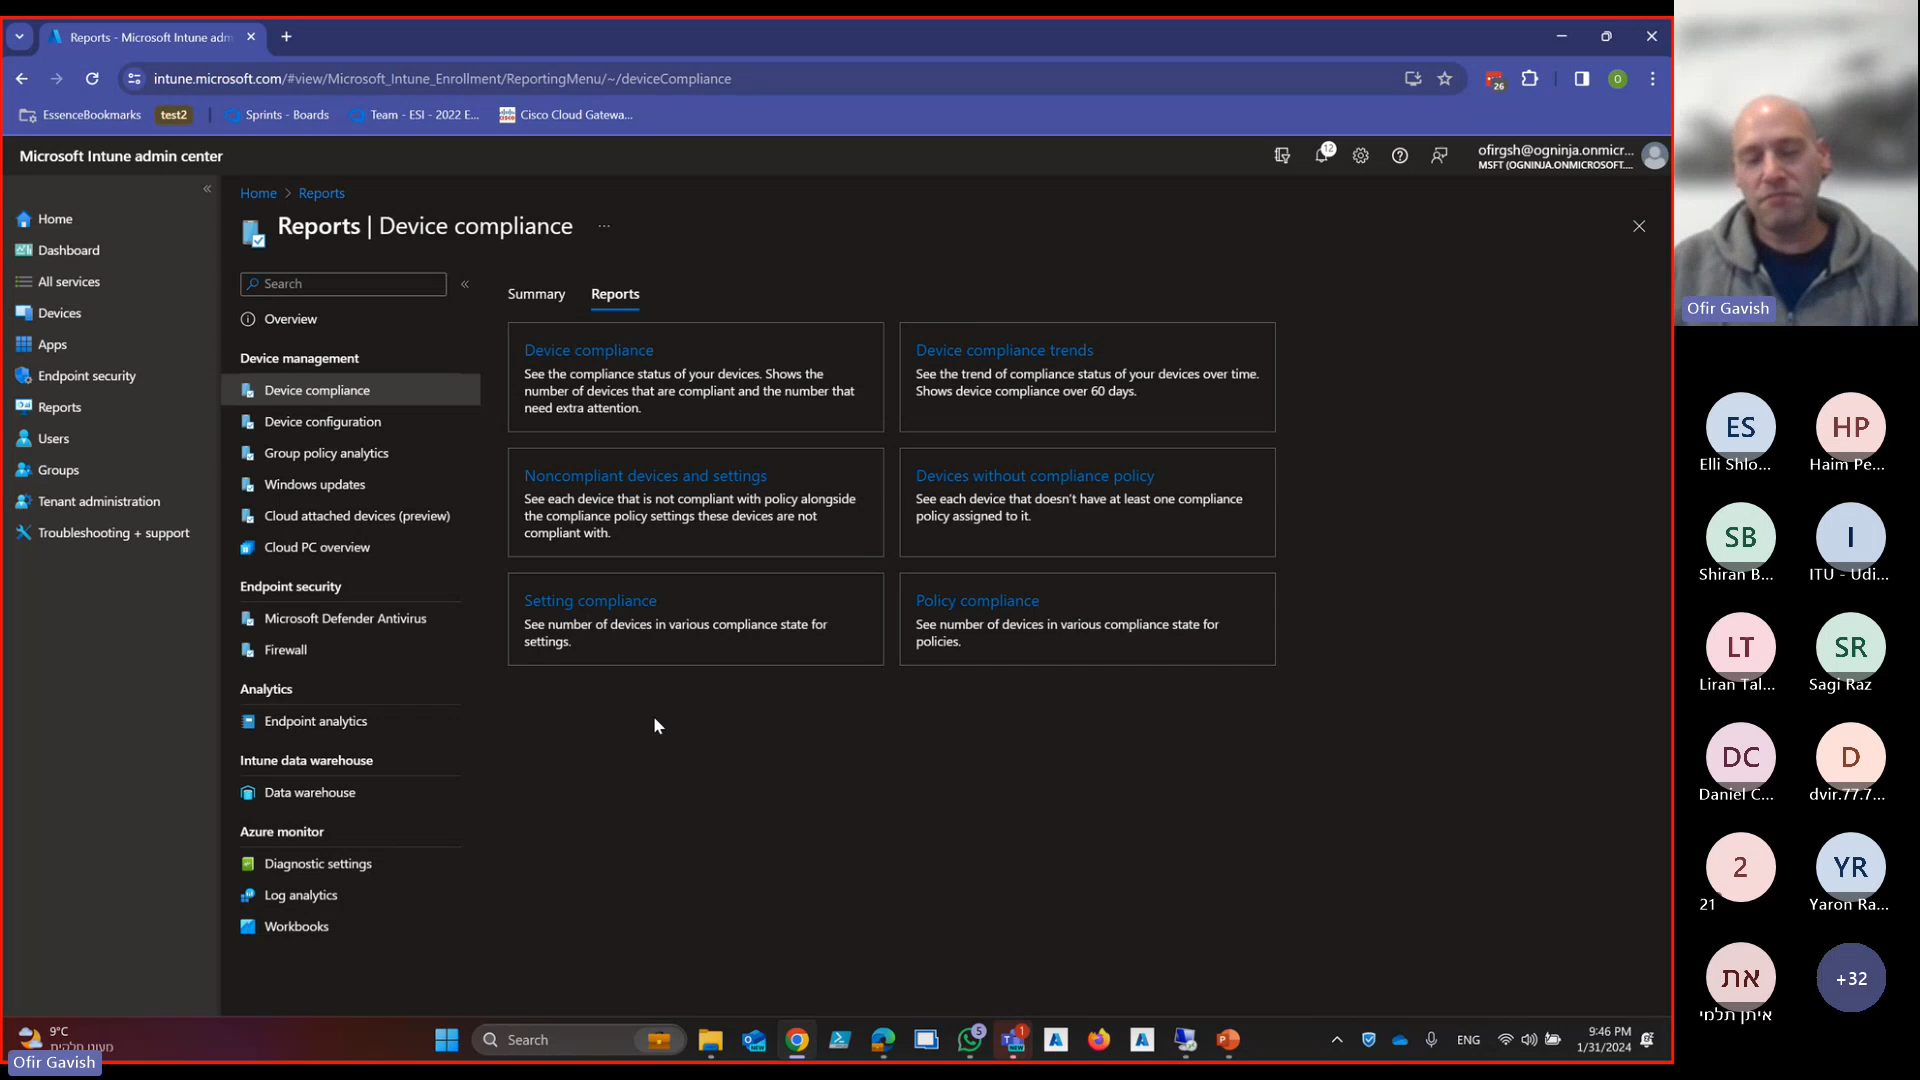 Reports - Microsoft Intune adm
intune.microsoft.com/#view/Microsoft_Intune_Enrollment/ReportingMenu/~/deviceCompliance
26
O
EssenceBookmarks
test2
Sprints - Boards
Team - ESI - 2022 E...
Cisco Cloud Gatewa...
Microsoft Intune admin center
12
ofirgsh@ogninja.onmicr...
MSFT (OGNINJA.ONMICROSOFT....
Home
Dashboard
All services
Devices
Apps
Endpoint security
Reports
Users
Groups
Tenant administration
Troubleshooting + support
Home > Reports
Reports | Device compliance ...
Search
Overview
Device management
Device compliance
Device configuration
Group policy analytics
Windows updates
Cloud attached devices (preview)
Cloud PC overview
Endpoint security
Microsoft Defender Antivirus
Firewall
Analytics
Endpoint analytics
Intune data warehouse
Data warehouse
Azure monitor
Diagnostic settings
Log analytics
Workbooks
Summary
Reports
Device compliance
See the compliance status of your devices. Shows the
number of devices that are compliant and the number that
need extra attention.
Device compliance trends
See the trend of compliance status of your devices over time.
Shows device compliance over 60 days.
Noncompliant devices and settings
See each device that is not compliant with policy alongside
the compliance policy settings these devices are not
compliant with.
Devices without compliance policy
See each device that doesn't have at least one compliance
policy assigned to it.
Setting compliance
See number of devices in various compliance state for
settings.
Policy compliance
See number of devices in various compliance state for
policies.
9°C
מעונן חלקית
Ofir Gavish
Search
NEW
5
1
NEW
ENG
9:46 PM
1/31/2024
Ofir Gavish
ES
Elli Shlo...
HP
Haim Pe...
SB
Shiran B...
I
ITU - Udi...
LT
Liran Tal...
SR
Sagi Raz
DC
Daniel C...
D
dvir.77.7...
2
21
YR
Yaron Ra...
את
איתן תלמי
+32